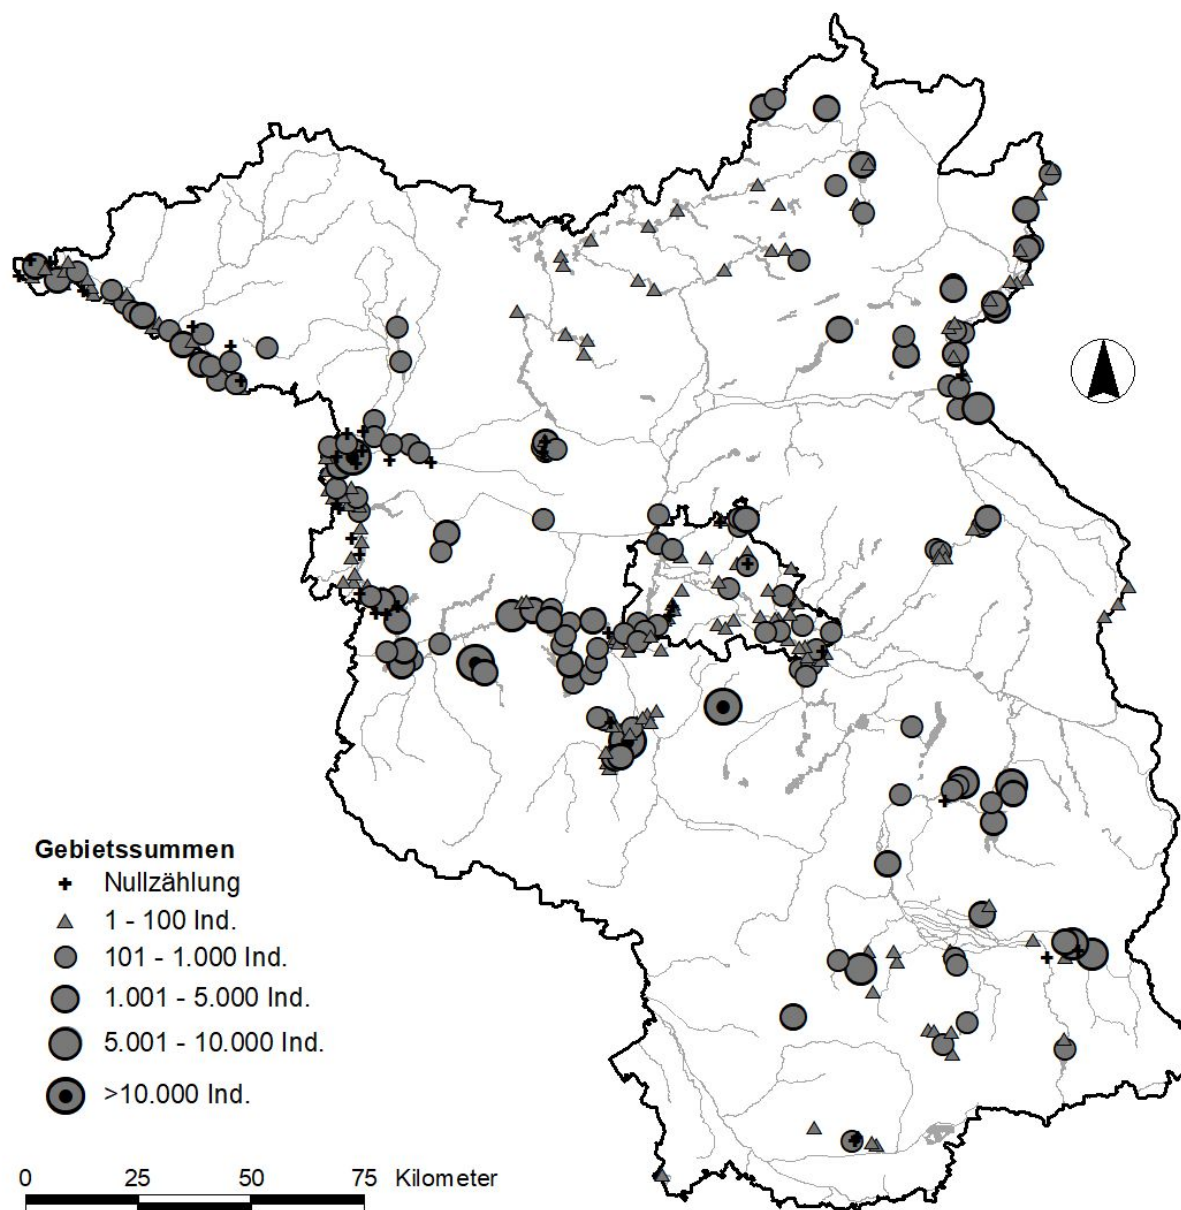 Gebietssummen
Nullzählung
1 - 100 Ind.
101 - 1.000 Ind.
1.001 - 5.000 Ind.
5.001 - 10.000 Ind.
>10.000 Ind.
0 25 50 75 Kilometer